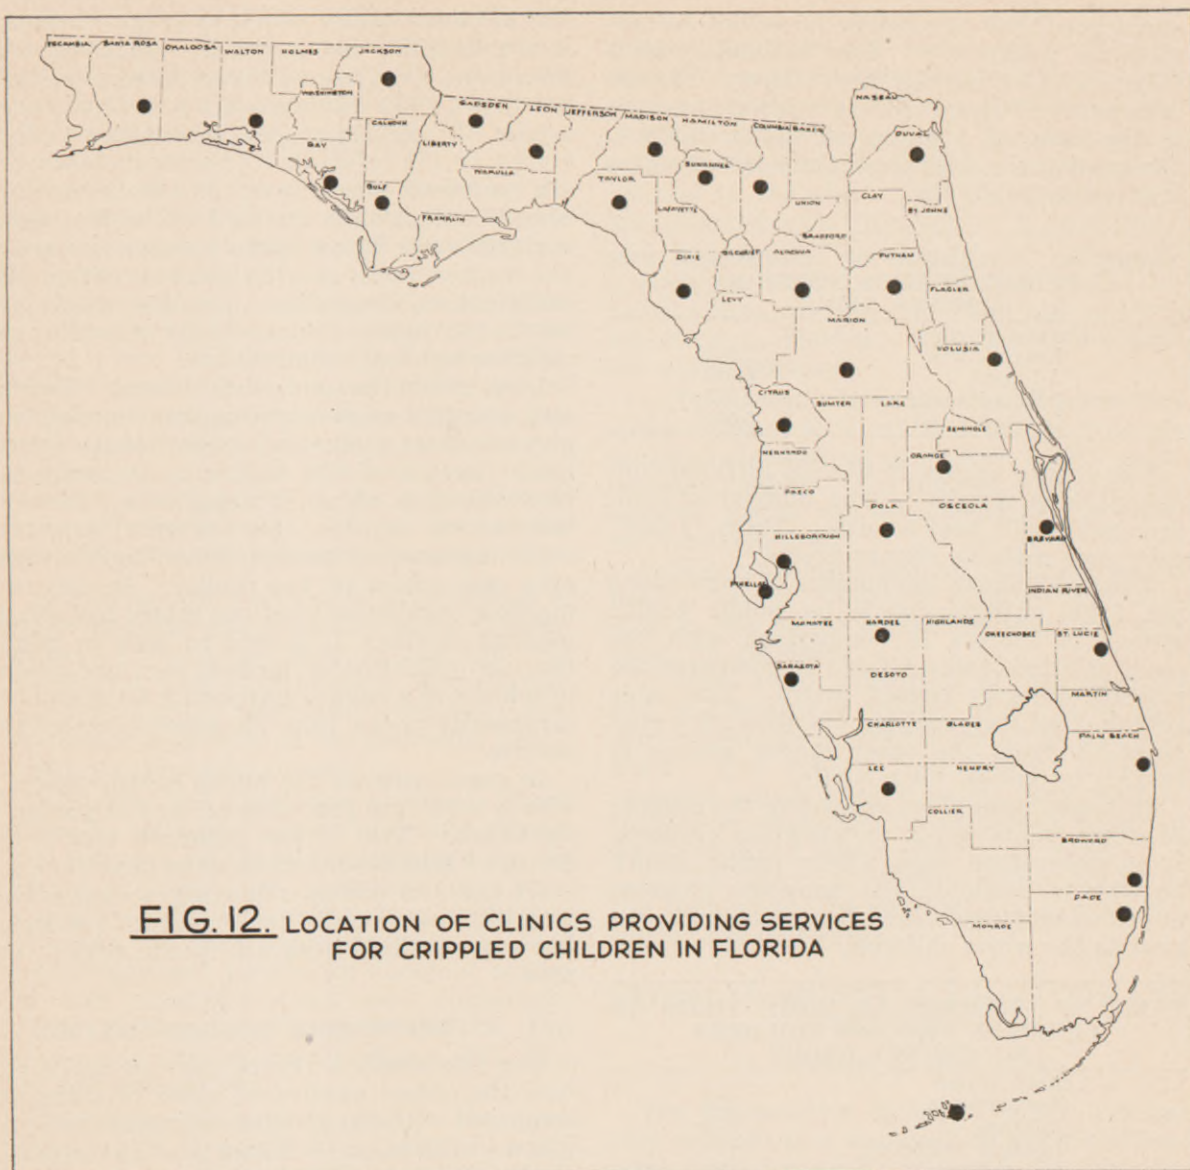 ESCAMBIA SANTA ROSA OKALOOSA WALTON HOLMES JACKSON
WASHINGTON
GADSDEN LEON JEFFERSON MADISON HAMILTON COLUMBIA BAKER
NASSAU
DUVAL
CALHOUN
BAY
LIBERTY
WAKULLA
GULF
FRANKLIN
TAYLOR
SUWANNEE
LAFAYETTE
UNION
CLAY
ST. JOHNS
BRADFORD
DIXIE
GILCHRIST
ALACHUA
PUTNAM
FLAGLER
LEVY
MARION
VOLUSIA
CITRUS
SUMTER
LAKE
SEMINOLE
HERNANDO
ORANGE
PASCO
POLK
OSCEOLA
HILLSBOROUGH
BREVARD
PINELLAS
INDIAN RIVER
MANATEE
HARDEE
HIGHLANDS
OKEECHOBEE
ST. LUCIE
SARASOTA
DESOTO
MARTIN
CHARLOTTE
GLADES
PALM BEACH
LEE
HENDRY
COLLIER
BROWARD
DADE
MONROE
FIG. 12. LOCATION OF CLINICS PROVIDING SERVICES
FOR CRIPPLED CHILDREN IN FLORIDA